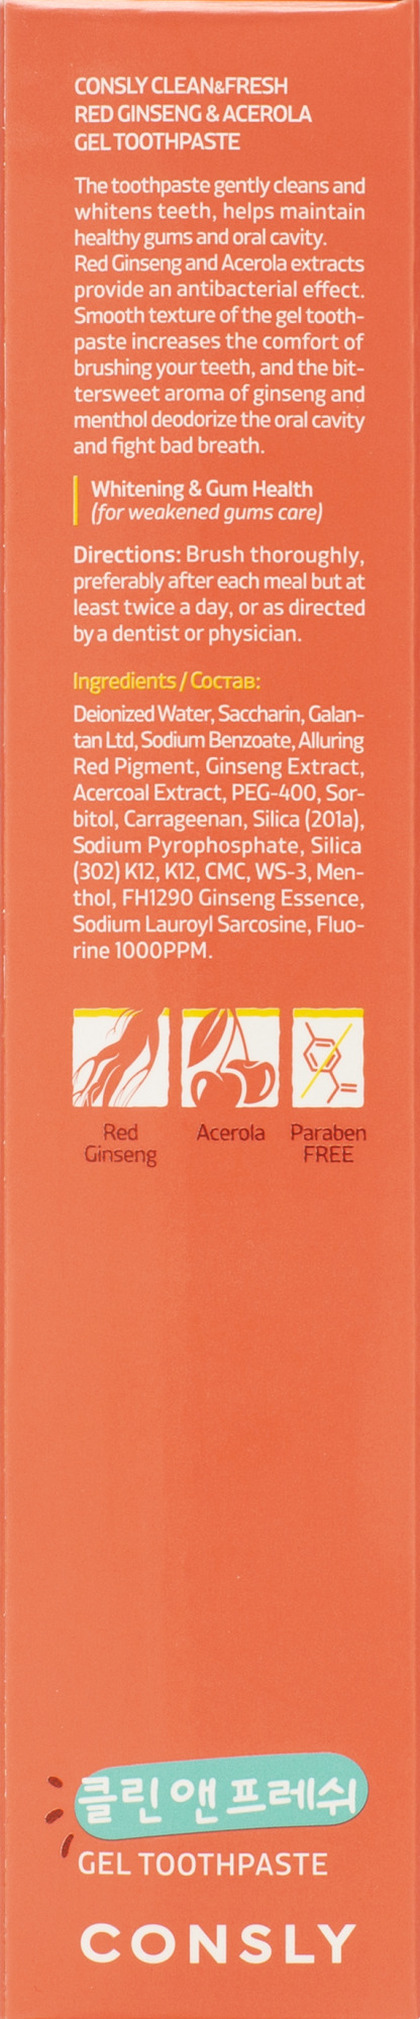 CONSLY CLEAN&FRESH
RED GINSENG & ACEROLA
GEL TOOTHPASTE
The toothpaste gently cleans and
whitens teeth, helps maintain
healthy gums and oral cavity.
Red Ginseng and Acerola extracts
provide an antibacterial effect.
Smooth texture of the gel tooth-
paste increases the comfort of
brushing your teeth, and the bit-
tersweet aroma of ginseng and
menthol deodorize the oral cavity
and fight bad breath.
Whitening & Gum Health
(for weakened gums care)
Directions: Brush thoroughly,
preferably after each meal but at
least twice a day, or as directed
by a dentist or physician.
Ingredients / Состав:
Deionized Water, Saccharin, Galan-
tan Ltd, Sodium Benzoate, Alluring
Red Pigment, Ginseng Extract,
Acercoal Extract, PEG-400, Sor-
bitol, Carrageenan, Silica (201a),
Sodium Pyrophosphate, Silica
(302) K12, K12, CMC, WS-3, Men-
thol, FH1290 Ginseng Essence,
Sodium Lauroyl Sarcosine, Fluo-
rine 1000PPM.
Red Ginseng
Acerola
Paraben FREE
클린 앤 프레쉬
GEL TOOTHPASTE
CONSLY